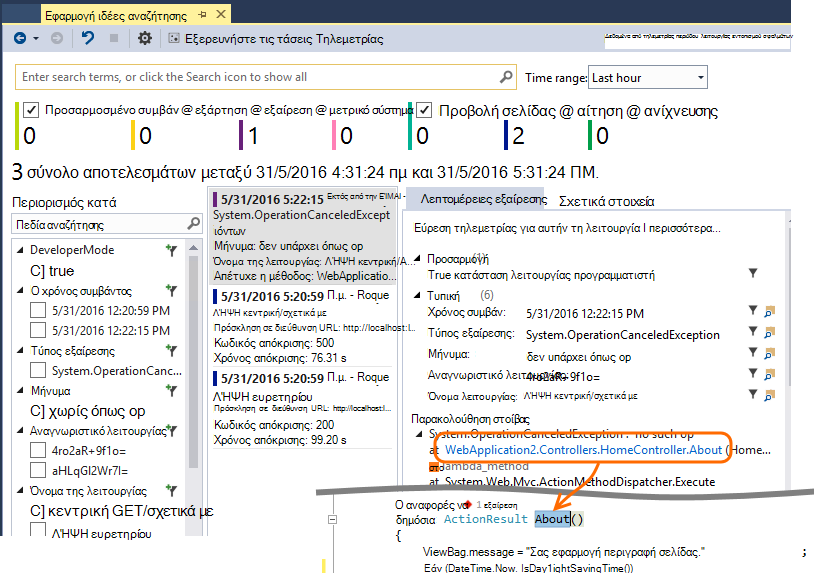 Εφαρμογή ιδέες αναζήτησης
Εξερευνήστε τις τάσεις Τηλεμετρίας
Δεδομένα από τηλεμετρίας περιόδου λειτουργίας εντοπισμού σφαλμάτων
Enter search terms, or click the Search icon to show all
Time range: Last hour
Προσαρμοσμένο συμβάν @ εξάρτηση @ εξαίρεση @ μετρικό σύστημα
Προβολή σελίδας @ αίτηση @ ανίχνευσης
0 0 1 0 0 2 0
3 σύνολο αποτελεσμάτων μεταξύ 31/5/2016 4:31:24 πμ και 31/5/2016 5:31:24 ΠΜ.
Περιορισμός κατά
Πεδία αναζήτησης
DeveloperMode
C] true
Ο χρόνος συμβάντος
5/31/2016 12:20:59 PM
5/31/2016 12:22:15 PM
Τύπος εξαίρεσης
System.OperationCanc...
Μήνυμα
C] χωρίς όπως op
Αναγνωριστικό λειτουργίας
4ro2aR+9f1o=
aHLqGI2Wr7I=
Όνομα της λειτουργίας
C] κεντρική GET/σχετικά με
ΛΉΨΗ ευρετηρίου
5/31/2016 5:22:15 Εκτός από την ΕΊΜΑΙ -
System.OperationCanceledExcept
ιόντων
Μήνυμα: δεν υπάρχει όπως op
Όνομα της λειτουργίας: ΛΉΨΗ κεντρική/Α...
Απέτυχε η μέθοδος: WebApplicatio...
5/31/2016 5:20:59 Π.μ. - Roque
ΛΉΨΗ κεντρική/σχετικά με
Πρόσκληση σε διεύθυνση URL: http://localhost:l...
Κωδικός απόκρισης: 500
Χρόνος απόκρισης: 76.31 s
5/31/2016 5:20:59 Π.μ. - Roque
ΛΉΨΗ ευρετηρίου
Πρόσκληση σε διεύθυνση URL: http://localhost:l...
Κωδικός απόκρισης: 200
Χρόνος απόκρισης: 99.20 s
Λεπτομέρειες εξαίρεσης
Σχετικά στοιχεία
Εύρεση τηλεμετρίας για αυτήν τη λειτουργία Ι περισσότερα...
Προσαρμογή (1)
True κατάσταση λειτουργίας προγραμματιστή
Τυπική (6)
Χρόνος συμβάν: 5/31/2016 12:22:15 PM
Τύπος εξαίρεσης: System.OperationCanceledException
Μήνυμα: δεν υπάρχει όπως op
Αναγνωριστικό λειτουργίας: 4ro2aR+9f1o=
Όνομα λειτουργίας: ΛΉΨΗ κεντρική/σχετικά με
Παρακολούθηση στοίβας
System.OperationCanceledException : no such op
at WebApplication2.Controllers.HomeController.About (Home...
στο lambda_method
at System.Web.Mvc.ActionMethodDispatcher.Execute
Ο αναφορές να 1 εξαίρεση
δημόσια ActionResult About()
{
ViewBag.message = "Σας εφαρμογή περιγραφή σελίδας." ;
Εάν (DateTime.Now. IsDay1ightSavingTime())